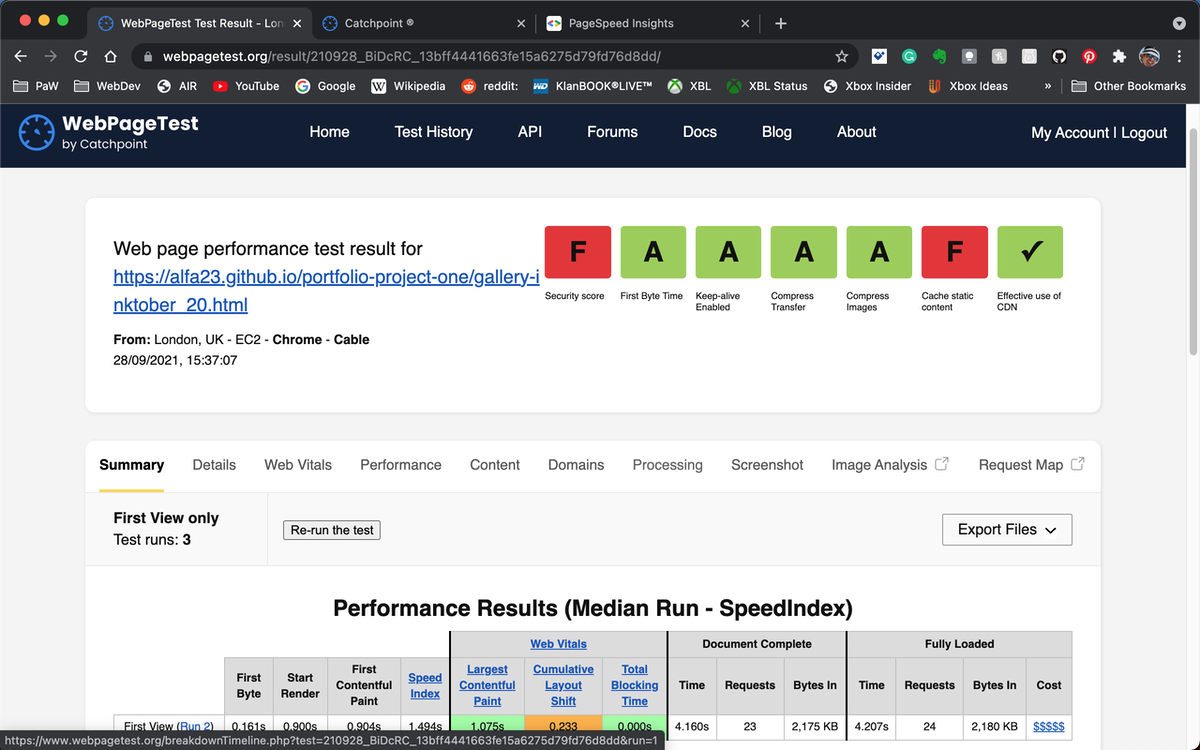 WebPageTest Test Result - Lon
Catchpoint ®
PageSpeed Insights
webpagetest.org/result/210928_BiDcRC_13bff4441663fe15a6275d79fd76d8dd/
PaW
WebDev
AIR
YouTube
Google
Wikipedia
reddit:
KlanBOOK®LIVE™
XBL
XBL Status
Xbox Insider
Xbox Ideas
»
Other Bookmarks
WebPageTest
by Catchpoint
Home
Test History
API
Forums
Docs
Blog
About
My Account | Logout
Web page performance test result for
https://alfa23.github.io/portfolio-project-one/gallery-i
nktober_20.html
From: London, UK - EC2 - Chrome - Cable
28/09/2021, 15:37:07
F
A
A
A
A
F
✓
Security score
First Byte Time
Keep-alive
Enabled
Compress
Transfer
Compress
Images
Cache static
content
Effective use of
CDN
Summary
Details
Web Vitals
Performance
Content
Domains
Processing
Screenshot
Image Analysis
Request Map
First View only
Test runs: 3
Re-run the test
Export Files
Performance Results (Median Run - SpeedIndex)
Web Vitals
Document Complete
Fully Loaded
First
Byte
Start
Render
First
Contentful
Paint
Speed
Index
Largest
Contentful
Paint
Cumulative
Layout
Shift
Total
Blocking
Time
Time
Requests
Bytes In
Time
Requests
Bytes In
Cost
First View (Run 2)
0.161s
0.900s
0.904s
1.494s
1.075s
0.233
0.000s
4.160s
23
2,175 KB
4.207s
24
2,180 KB
$$$$$
https://www.webpagetest.org/breakdownTimeline.php?test=210928_BiDcRC_13bff4441663fe15a6275d79fd76d8dd&run=1